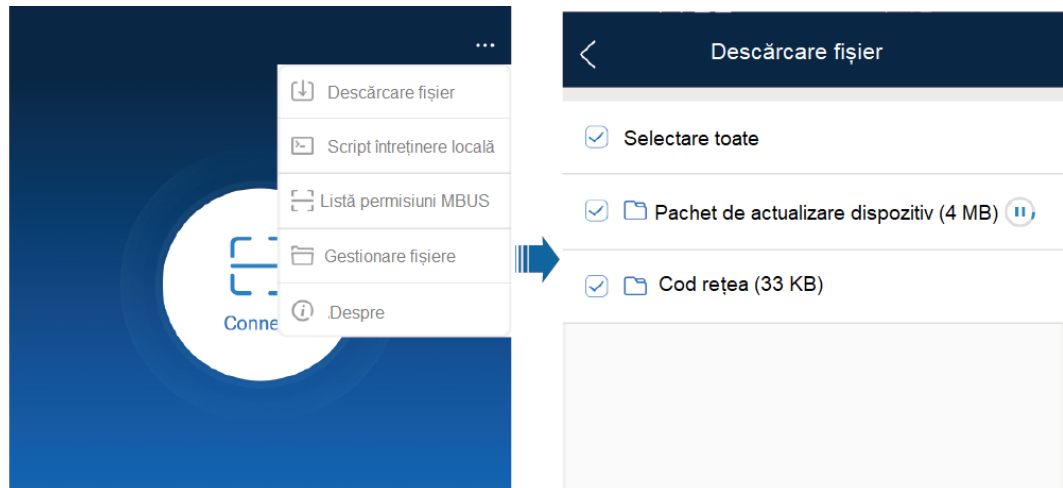 ...
Descărcare fișier
Script întreținere locală
Listă permisiuni MBUS
Gestionare fișiere
.Despre
Conne
Descărcare fișier
Selectare toate
Pachet de actualizare dispozitiv (4 MB)
Cod rețea (33 KB)